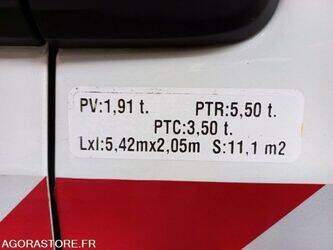 PV:1,91 t. PTR:5,50 t.
PTC:3,50 t.
Lxl:5,42mx2,05m S:11,1 m2
AGORASTORE.FR